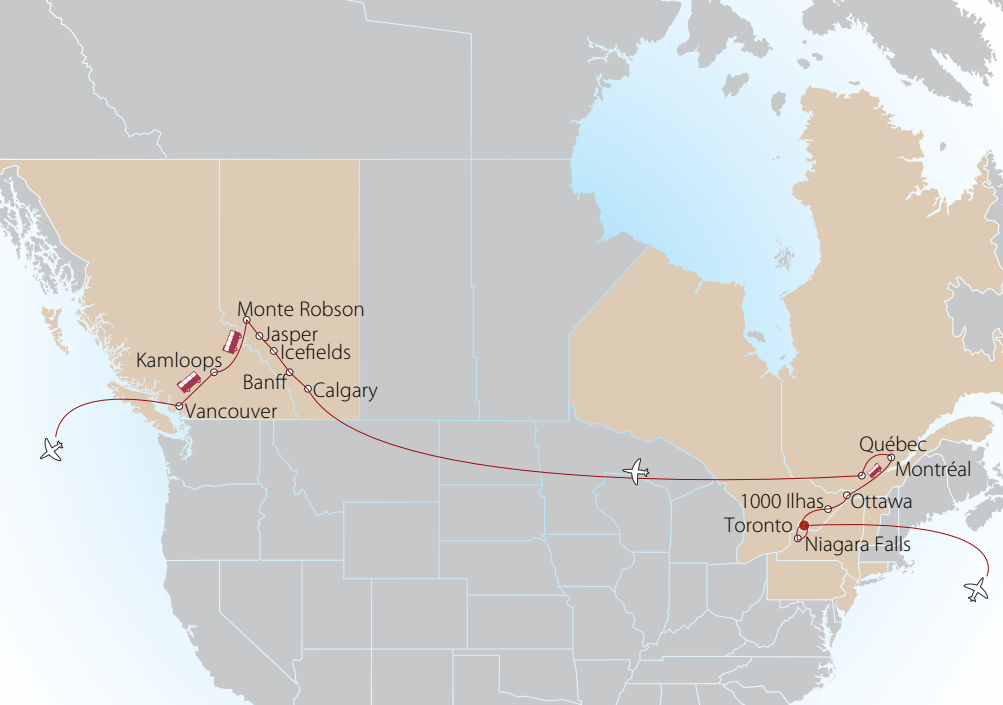 Monte Robson
Jasper
Icefields
Kamloops
Banff
Calgary
Vancouver
Québec
Montréal
1000 Ilhas
Ottawa
Toronto
Niagara Falls